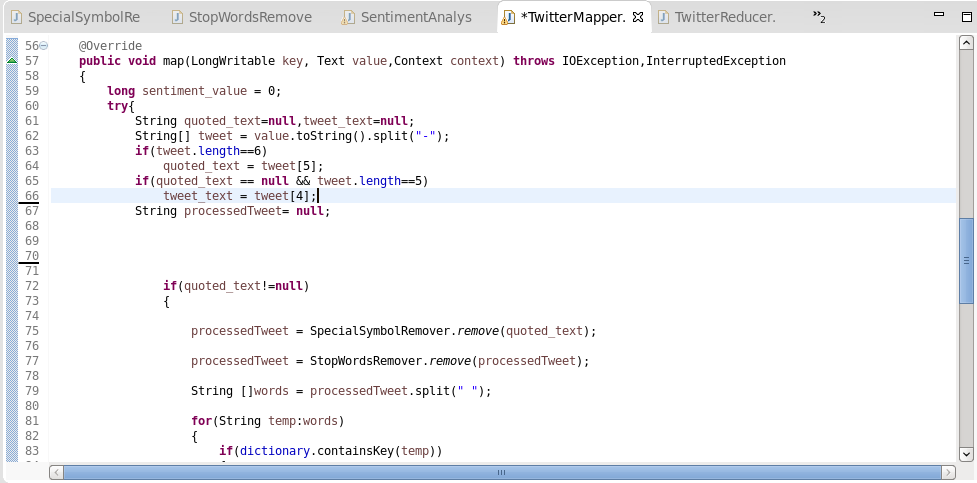 SpecialSymbolRe StopWordsRemove SentimentAnalys *TwitterMapper. TwitterReducer. »2
56 @Override
57 public void map(LongWritable key, Text value,Context context) throws IOException,InterruptedException
58 {
59 long sentiment_value = 0;
60 try{
61 String quoted_text=null,tweet_text=null;
62 String[] tweet = value.toString().split("-");
63 if(tweet.length==6)
64 quoted_text = tweet[5];
65 if(quoted_text == null && tweet.length==5)
66 tweet_text = tweet[4];
67 String processedTweet= null;
68
69
70
71
72 if(quoted_text!=null)
73 {
74
75 processedTweet = SpecialSymbolRemover.remove(quoted_text);
76
77 processedTweet = StopWordsRemover.remove(processedTweet);
78
79 String []words = processedTweet.split(" ");
80
81 for(String temp:words)
82 {
83 if(dictionary.containsKey(temp))